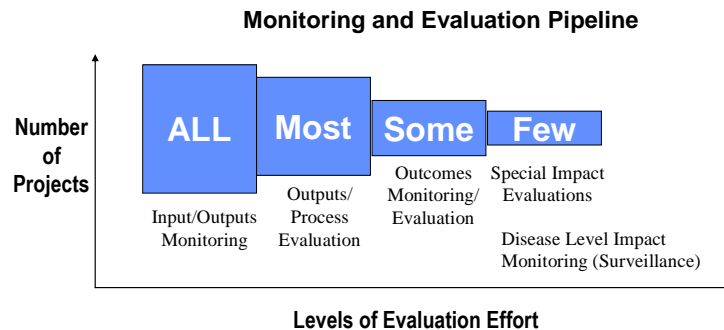 Monitoring and Evaluation Pipeline
Number
of
Projects
ALL
Most
Some
Few
Input/Outputs
Monitoring
Outputs/
Process
Evaluation
Outcomes
Monitoring/
Evaluation
Special Impact
Evaluations
Disease Level Impact
Monitoring (Surveillance)
Levels of Evaluation Effort